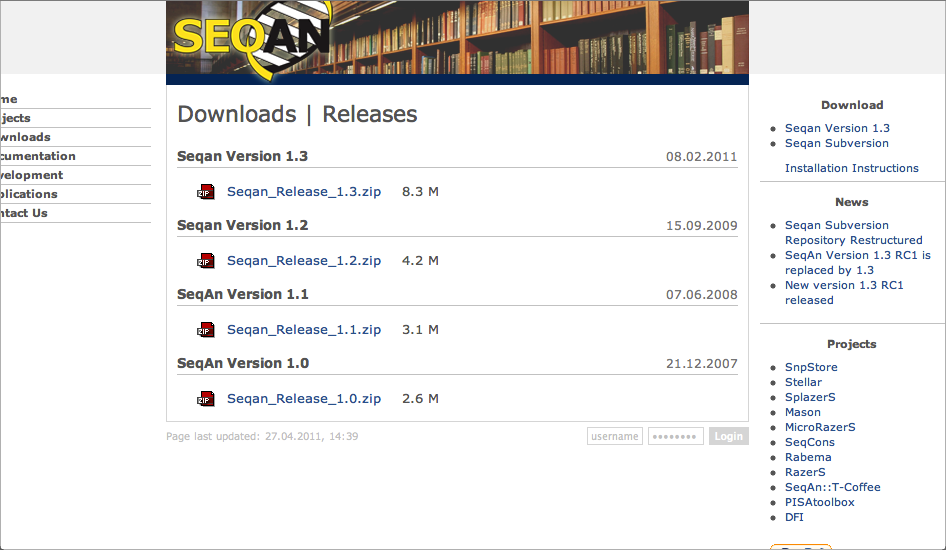 SEQAN
me
jects
wnloads
cumentation
velopment
plications
ntact Us
Downloads | Releases
Seqan Version 1.3 08.02.2011
ZIP Seqan_Release_1.3.zip 8.3 M
Seqan Version 1.2 15.09.2009
ZIP Seqan_Release_1.2.zip 4.2 M
SeqAn Version 1.1 07.06.2008
ZIP Seqan_Release_1.1.zip 3.1 M
SeqAn Version 1.0 21.12.2007
ZIP Seqan_Release_1.0.zip 2.6 M
Page last updated: 27.04.2011, 14:39 username •••••••• Login
Download
Seqan Version 1.3
Seqan Subversion
Installation Instructions
News
Seqan Subversion
Repository Restructured
SeqAn Version 1.3 RC1 is
replaced by 1.3
New version 1.3 RC1
released
Projects
SnpStore
Stellar
SplazerS
Mason
MicroRazerS
SeqCons
Rabema
RazerS
SeqAn::T-Coffee
PISAtoolbox
DFI